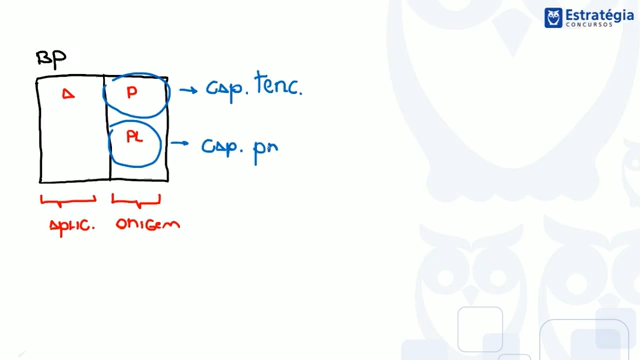 Estratégia
CONCURSOS
BP
A P → CAP. TERC.
PL → CAP. PR
APLIC. ORIGEM